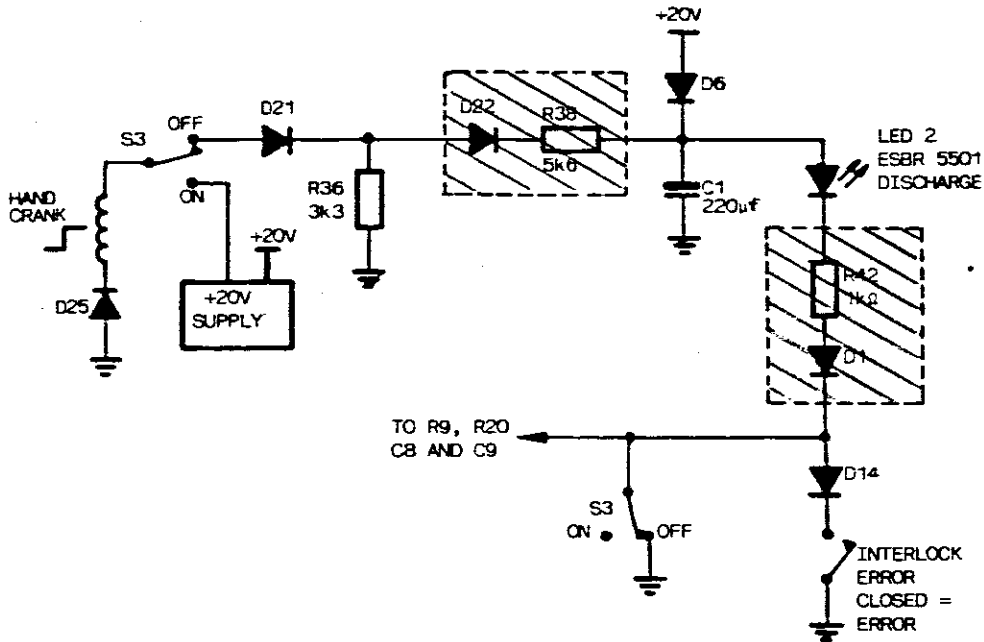 +20V
D6
D21
D22
R38
5k6
OFF
S3
ON
HAND
CRANK
D25
+20V
+20V
SUPPLY
R36
3k3
C1
220µf
LED 2
ESBR 5501
DISCHARGE
R42
1kΩ
D1
TO R9, R20
C8 AND C9
D14
S3
ON
OFF
INTERLOCK
ERROR
CLOSED =
ERROR